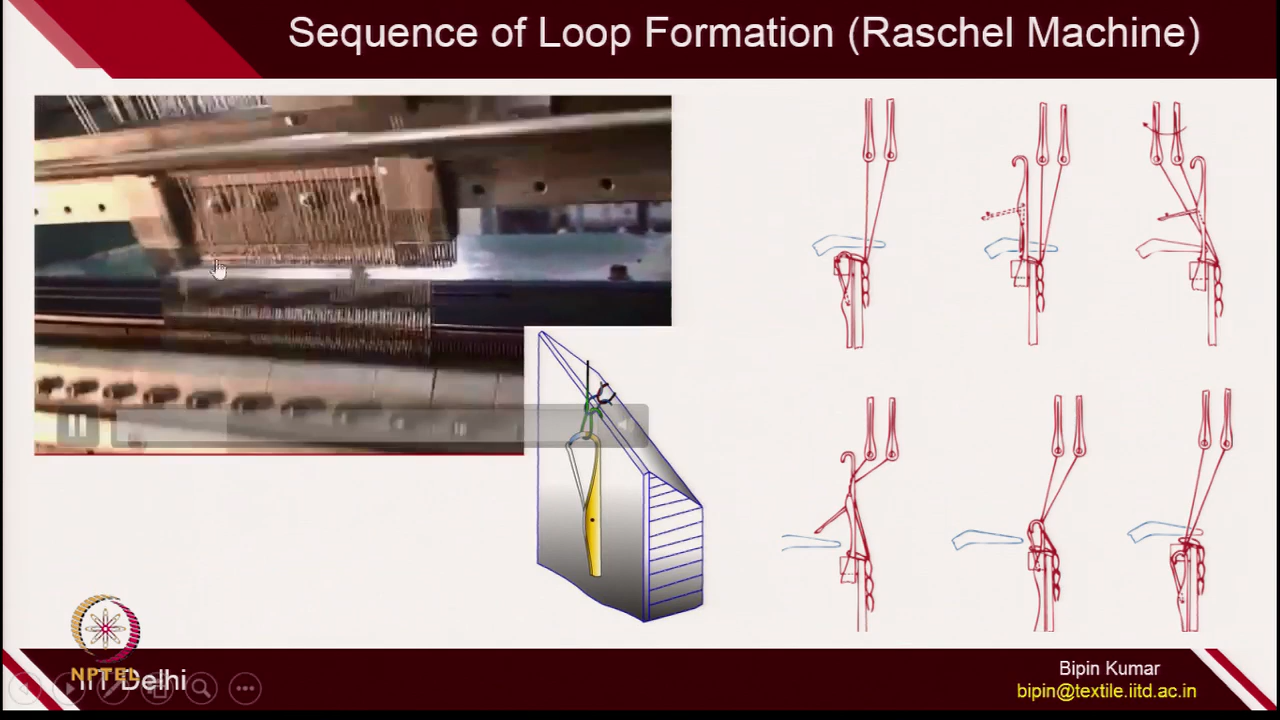 Sequence of Loop Formation (Raschel Machine)
NPTEL
IIT Delhi
Bipin Kumar
bipin@textile.iitd.ac.in